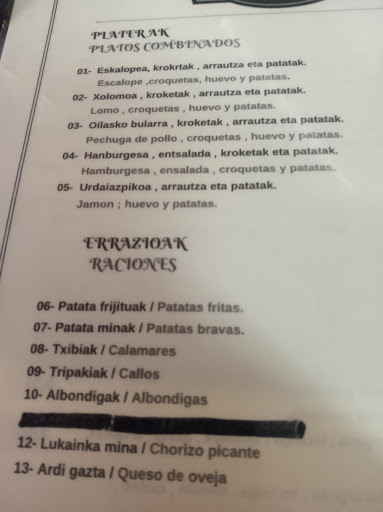 PLATERAK
PLATOS COMBINADOS
01- Eskalopea, krokrtak , arrautza eta patatak.
Escalope ,croquetas, huevo y patatas.
02- Xolomoa , kroketak , arrautza eta patatak.
Lomo , croquetas , huevo y patatas.
03- Oilasko bularra , kroketak , arrautza eta patatak.
Pechuga de pollo , croquetas , huevo y patatas.
04- Hanburgesa , entsalada , kroketak eta patatak.
Hamburgesa , ensalada , croquetas y patatas.
05- Urdaiazpikoa , arrautza eta patatak.
Jamon ; huevo y patatas.
ERRAZIOAK
RACIONES
06- Patata frijituak / Patatas fritas.
07- Patata minak / Patatas bravas.
08- Txibiak / Calamares
09- Tripakiak / Callos
10- Albondigak / Albondigas
12- Lukainka mina / Chorizo picante
13- Ardi gazta / Queso de oveja